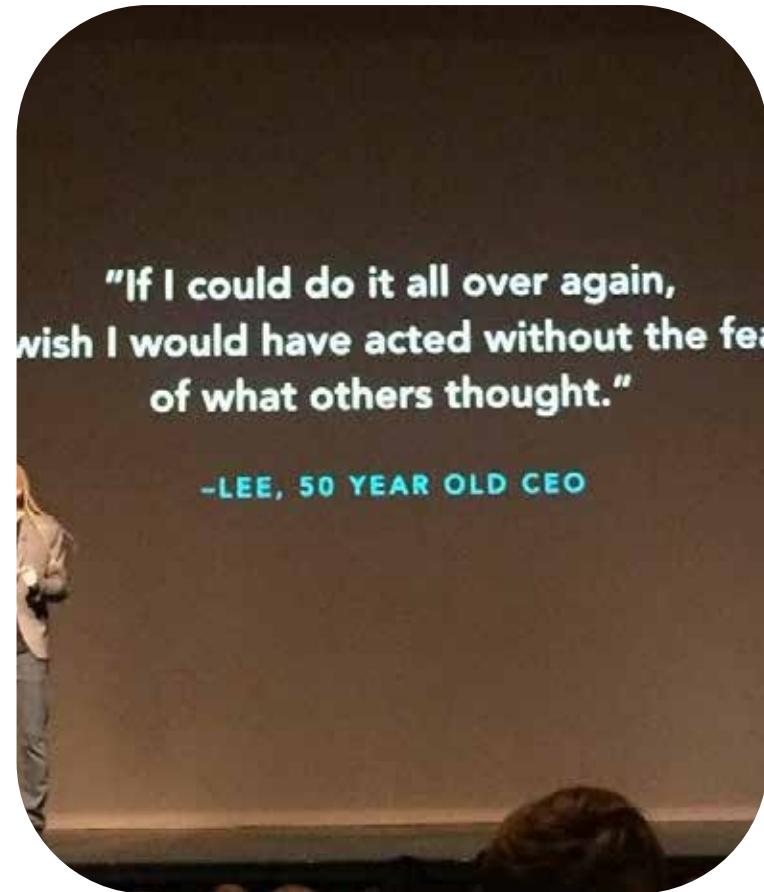 "If I could do it all over again,
wish I would have acted without the fea
of what others thought."
–LEE, 50 YEAR OLD CEO